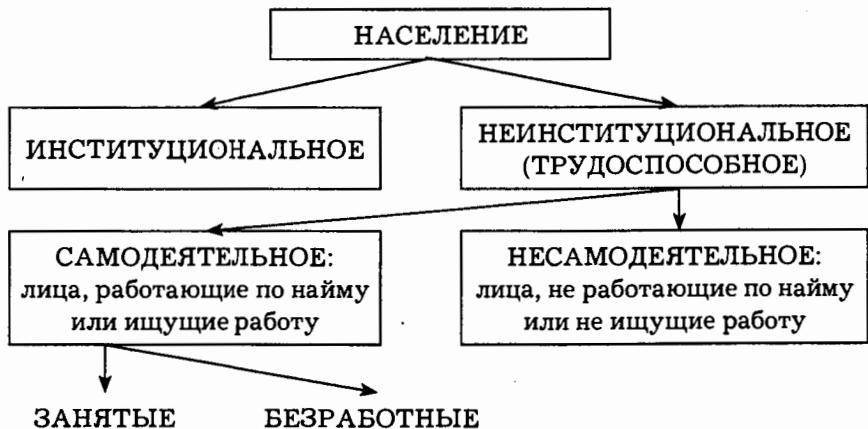 НАСЕЛЕНИЕ
ИНСТИТУЦИОНАЛЬНОЕ
НЕИНСТИТУЦИОНАЛЬНОЕ
(ТРУДОСПОСОБНОЕ)
САМОДЕЯТЕЛЬНОЕ:
лица, работающие по найму
или ищущие работу
НЕСАМОДЕЯТЕЛЬНОЕ:
лица, не работающие по найму
или не ищущие работу
ЗАНЯТЫЕ
БЕЗРАБОТНЫЕ